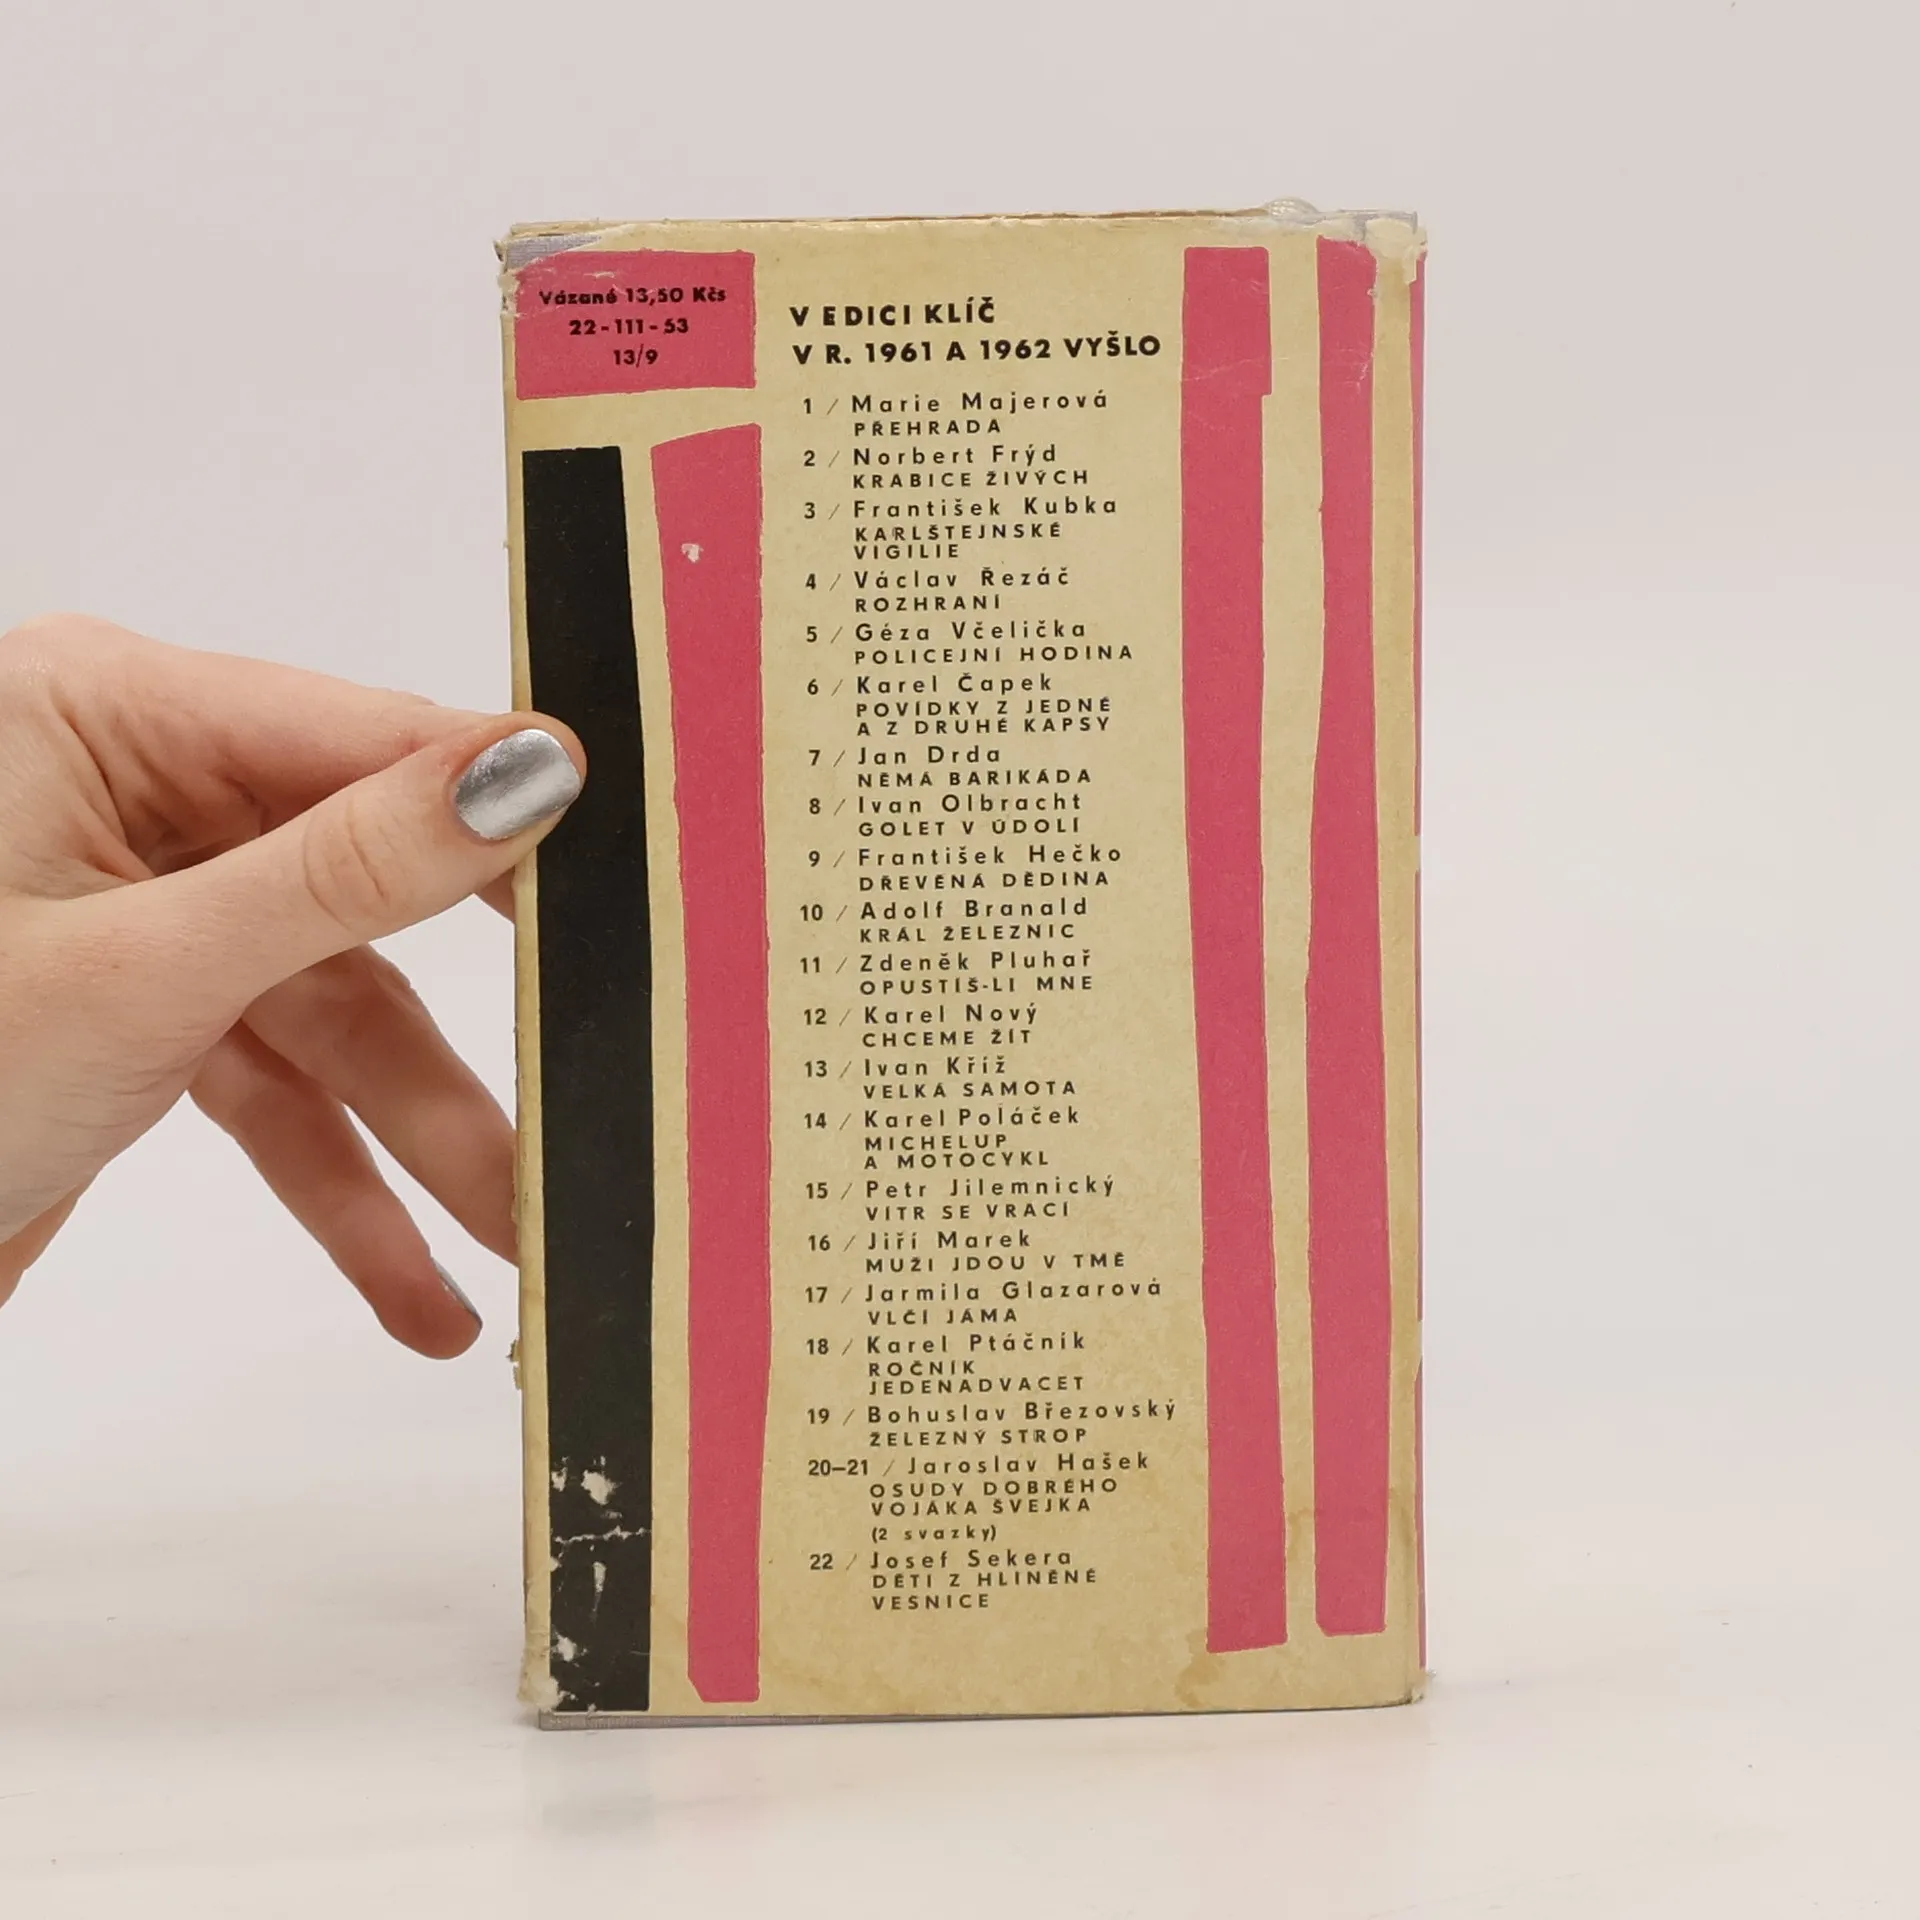 Vázané 13,50 Kčs
22-111-53
13/9
V EDICI KLÍČ
V R. 1961 A 1962 VYŠLO
1 / Marie Majerová
PŘEHRADA
2 / Norbert Frýd
KRABICE ŽIVÝCH
3 / František Kubka
KARLŠTEJNSKÉ
VIGILIE
4 / Václav Řezáč
ROZHRANÍ
5 / Géza Včelička
POLICEJNÍ HODINA
6 / Karel Čapek
POVÍDKY Z JEDNÉ
A Z DRUHÉ KAPSY
7 / Jan Drda
NĚMÁ BARIKÁDA
8 / Ivan Olbracht
GOLET V ÚDOLÍ
9 / František Hečko
DŘEVĚNÁ DĚDINA
10 / Adolf Branald
KRÁL ŽELEZNIC
11 / Zdeněk Pluhař
OPUSTÍŠ-LI MNE
12 / Karel Nový
CHCEME ŽÍT
13 / Ivan Kříž
VELKÁ SAMOTA
14 / Karel Poláček
MICHELUP
A MOTOCYKL
15 / Petr Jilemnický
VÍTR SE VRACÍ
16 / Jiří Marek
MUŽI JDOU V TMĚ
17 / Jarmila Glazarová
VLČÍ JÁMA
18 / Karel Ptáčník
ROČNÍK
JEDENADVACET
19 / Bohuslav Březovský
ŽELEZNÝ STROP
20–21 / Jaroslav Hašek
OSUDY DOBRÉHO
VOJÁKA ŠVEJKA
(2 svazky)
22 / Josef Sekera
DĚTI Z HLINĚNÉ
VESNICE